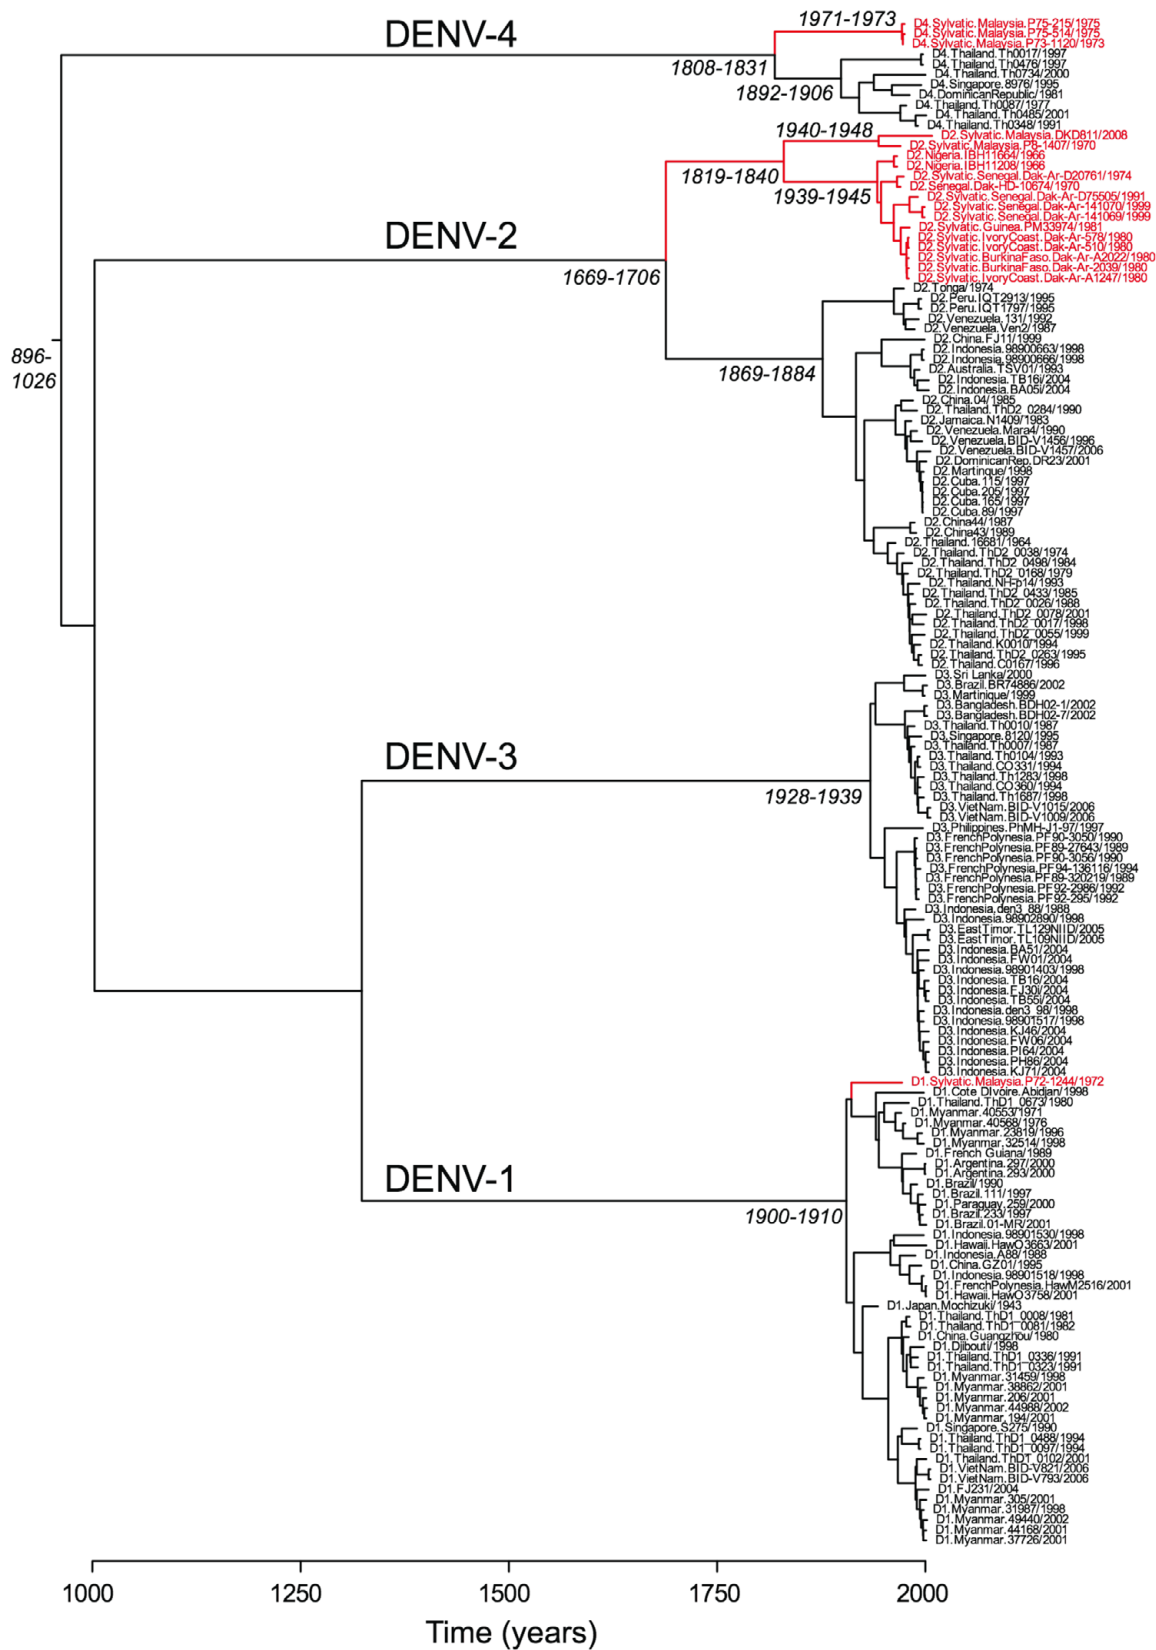 DENV-4
1971-1973
D4.Sylvatic.Malaysia.P75-215/1975
D4.Sylvatic.Malaysia.P75-514/1975
D4.Sylvatic.Malaysia.P73-1120/1973
D4.Thailand.Th0017/1997
D4.Thailand.Th0476/1997
1808-1831
D4.Thailand.Th0734/2000
D4.Singapore.8976/1995
1892-1906
D4.DominicanRepublic/1981
D4.Thailand.Th0087/1977
D4.Thailand.Th0485/2001
D4.Thailand.Th0348/1991
1940-1948
D2.Sylvatic.Malaysia.DKD811/2008
D2.Sylvatic.Malaysia.P8-1407/1970
D2.Nigeria.IBH11664/1966
D2.Nigeria.IBH11208/1966
1819-1840
D2.Sylvatic.Senegal.Dak-Ar-D20761/1974
D2.Senegal.Dak-HD-10674/1970
1939-1945
D2.Sylvatic.Senegal.Dak-Ar-D75505/1991
D2.Sylvatic.Senegal.Dak-Ar-141070/1999
D2.Sylvatic.Senegal.Dak-Ar-141069/1999
D2.Sylvatic.Guinea.PM33974/1981
DENV-2
D2.Sylvatic.IvoryCoast.Dak-Ar-578/1980
D2.Sylvatic.IvoryCoast.Dak-Ar-510/1980
D2.Sylvatic.BurkinaFaso.Dak-Ar-A2022/1980
D2.Sylvatic.BurkinaFaso.Dak-Ar-2039/1980
1669-1706
D2.Sylvatic.IvoryCoast.Dak-Ar-A1247/1980
D2.Tonga/1974
D2.Peru.IQT2913/1995
D2.Peru.IQT1797/1995
D2.Venezuela.131/1992
D2.Venezuela.Ven2/1987
D2.China.FJ11/1999
D2.Indonesia.98900663/1998
896-
1026
D2.Indonesia.98900666/1998
D2.Australia.TSV01/1993
1869-1884
D2.Indonesia.TB16i/2004
D2.Indonesia.BA05i/2004
D2.China.04/1985
D2.Thailand.ThD2_0284/1990
D2.Jamaica.N1409/1983
D2.Venezuela.Mara4/1990
D2.Venezuela.BID-V1456/1996
D2.Venezuela.BID-V1457/2006
D2.DominicanRep.DR23/2001
D2.Martinque/1998
D2.Cuba.115/1997
D2.Cuba.205/1997
D2.Cuba.165/1997
D2.Cuba.89/1997
D2.China44/1987
D2.China43/1989
D2.Thailand.16681/1964
D2.Thailand.ThD2_0038/1974
D2.Thailand.ThD2_0498/1984
D2.Thailand.ThD2_0168/1979
D2.Thailand.NH-p14/1993
D2.Thailand.ThD2_0433/1985
D2.Thailand.ThD2_0026/1988
D2.Thailand.ThD2_0078/2001
D2.Thailand.ThD2_0017/1998
D2.Thailand.ThD2_0055/1999
D2.Thailand.K0010/1994
D2.Thailand.ThD2_0263/1995
D2.Thailand.C0167/1996
D3.Sri Lanka/2000
D3.Brazil.BR74886/2002
D3.Martinique/1999
D3.Bangladesh.BDH02-1/2002
D3.Bangladesh.BDH02-7/2002
D3.Thailand.Th0010/1987
D3.Singapore.8120/1995
D3.Thailand.Th0007/1987
DENV-3
D3.Thailand.Th0104/1993
D3.Thailand.CO331/1994
D3.Thailand.Th1283/1998
D3.Thailand.CO360/1994
1928-1939
D3.Thailand.Th1687/1998
D3.VietNam.BID-V1015/2006
D3.VietNam.BID-V1009/2006
D3.Philippines.PhMH-J1-97/1997
D3.FrenchPolynesia.PF90-3050/1990
D3.FrenchPolynesia.PF89-27643/1989
D3.FrenchPolynesia.PF90-3056/1990
D3.FrenchPolynesia.PF94-136116/1994
D3.FrenchPolynesia.PF89-320219/1989
D3.FrenchPolynesia.PF92-2986/1992
D3.FrenchPolynesia.PF92-295/1992
D3.Indonesia.den3_88/1988
D3.Indonesia.98902890/1998
D3.EastTimor.TL129NIID/2005
D3.EastTimor.TL109NIID/2005
D3.Indonesia.BA51/2004
D3.Indonesia.FW01/2004
D3.Indonesia.98901403/1998
D3.Indonesia.TB16/2004
D3.Indonesia.FJ30i/2004
D3.Indonesia.TB55i/2004
D3.Indonesia.den3_98/1998
D3.Indonesia.98901517/1998
D3.Indonesia.KJ46/2004
D3.Indonesia.FW06/2004
D3.Indonesia.PI64/2004
D3.Indonesia.PH86/2004
D3.Indonesia.KJ71/2004
D1.Sylvatic.Malaysia.P72-1244/1972
D1.Cote DIvoire.Abidjan/1998
D1.Thailand.ThD1_0673/1980
D1.Myanmar.40553/1971
D1.Myanmar.40568/1976
D1.Myanmar.23819/1996
D1.Myanmar.32514/1998
D1.French Guiana/1989
D1.Argentina.297/2000
D1.Argentina.293/2000
DENV-1
D1.Brazil/1990
D1.Brazil.111/1997
D1.Paraguay.259/2000
1900-1910
D1.Brazil.233/1997
D1.Brazil.01-MR/2001
D1.Indonesia.98901530/1998
D1.Hawaii.HawO3663/2001
D1.Indonesia.A88/1988
D1.China.GZ01/1995
D1.Indonesia.98901518/1998
D1.FrenchPolynesia.HawM2516/2001
D1.Hawaii.HawO3758/2001
D1.Japan.Mochizuki/1943
D1.Thailand.ThD1_0008/1981
D1.Thailand.ThD1_0081/1982
D1.China.Guangzhou/1980
D1.Djibouti/1998
D1.Thailand.ThD1_0336/1991
D1.Thailand.ThD1_0323/1991
D1.Myanmar.31459/1998
D1.Myanmar.38862/2001
D1.Myanmar.206/2001
D1.Myanmar.44988/2002
D1.Myanmar.194/2001
D1.Singapore.S275/1990
D1.Thailand.ThD1_0488/1994
D1.Thailand.ThD1_0097/1994
D1.Thailand.ThD1_0102/2001
D1.VietNam.BID-V821/2006
D1.VietNam.BID-V793/2006
D1.FJ231/2004
D1.Myanmar.305/2001
D1.Myanmar.31987/1998
D1.Myanmar.49440/2002
D1.Myanmar.44168/2001
D1.Myanmar.37726/2001
1000 1250 1500 1750 2000
Time (years)